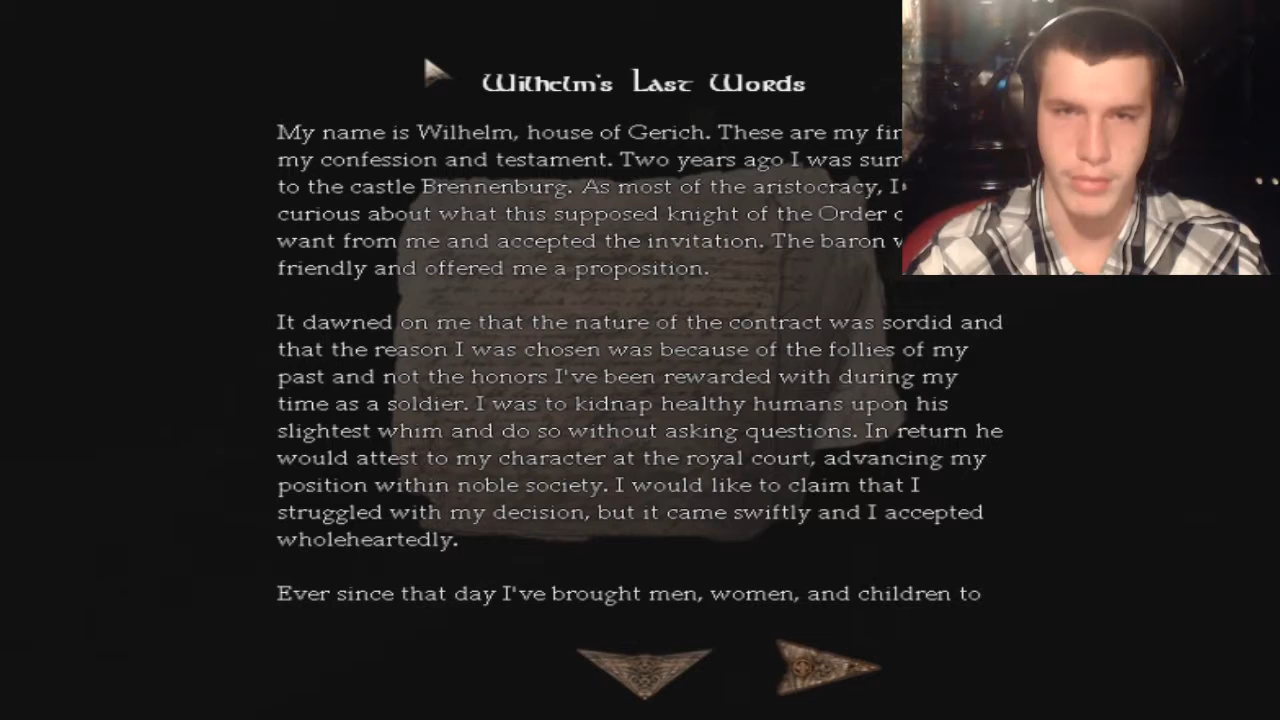 Wilhelm's Last Words
My name is Wilhelm, house of Gerich. These are my
my confession and testament. Two years ago I was
to the castle Brennenburg. As most of the aristocracy,
curious about what this supposed knight of the Order
want from me and accepted the invitation. The baron
friendly and offered me a proposition.
It dawned on me that the nature of the contract was sordid and
that the reason I was chosen was because of the follies of my
past and not the honors I've been rewarded with during my
time as a soldier. I was to kidnap healthy humans upon his
slightest whim and do so without asking questions. In return he
would attest to my character at the royal court, advancing my
position within noble society. I would like to claim that I
struggled with my decision, but it came swiftly and I accepted
wholeheartedly.
Ever since that day I've brought men, women, and children to